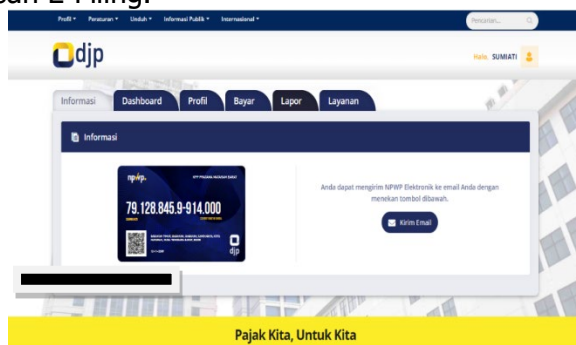 E-Filing.
Profil Peraturan Unduh Informasi Publik Internasional
Pencarian...
djp
Halo, SUMIATI
Informasi Dashboard Profil Bayar Lapor Layanan
Informasi
npwp.
79.128.845.9-914.000
djp
Anda dapat mengirim NPWP Elektronik ke email Anda dengan
menekan tombol dibawah.
Kirim Email
Pajak Kita, Untuk Kita